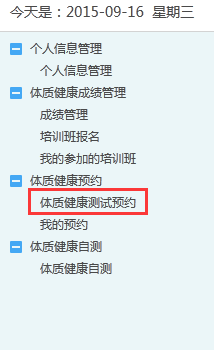 今天是：2015-09-16 星期三
个人信息管理
个人信息管理
体质健康成绩管理
成绩管理
培训班报名
我的参加的培训班
体质健康预约
体质健康测试预约
我的预约
体质健康自测
体质健康自测